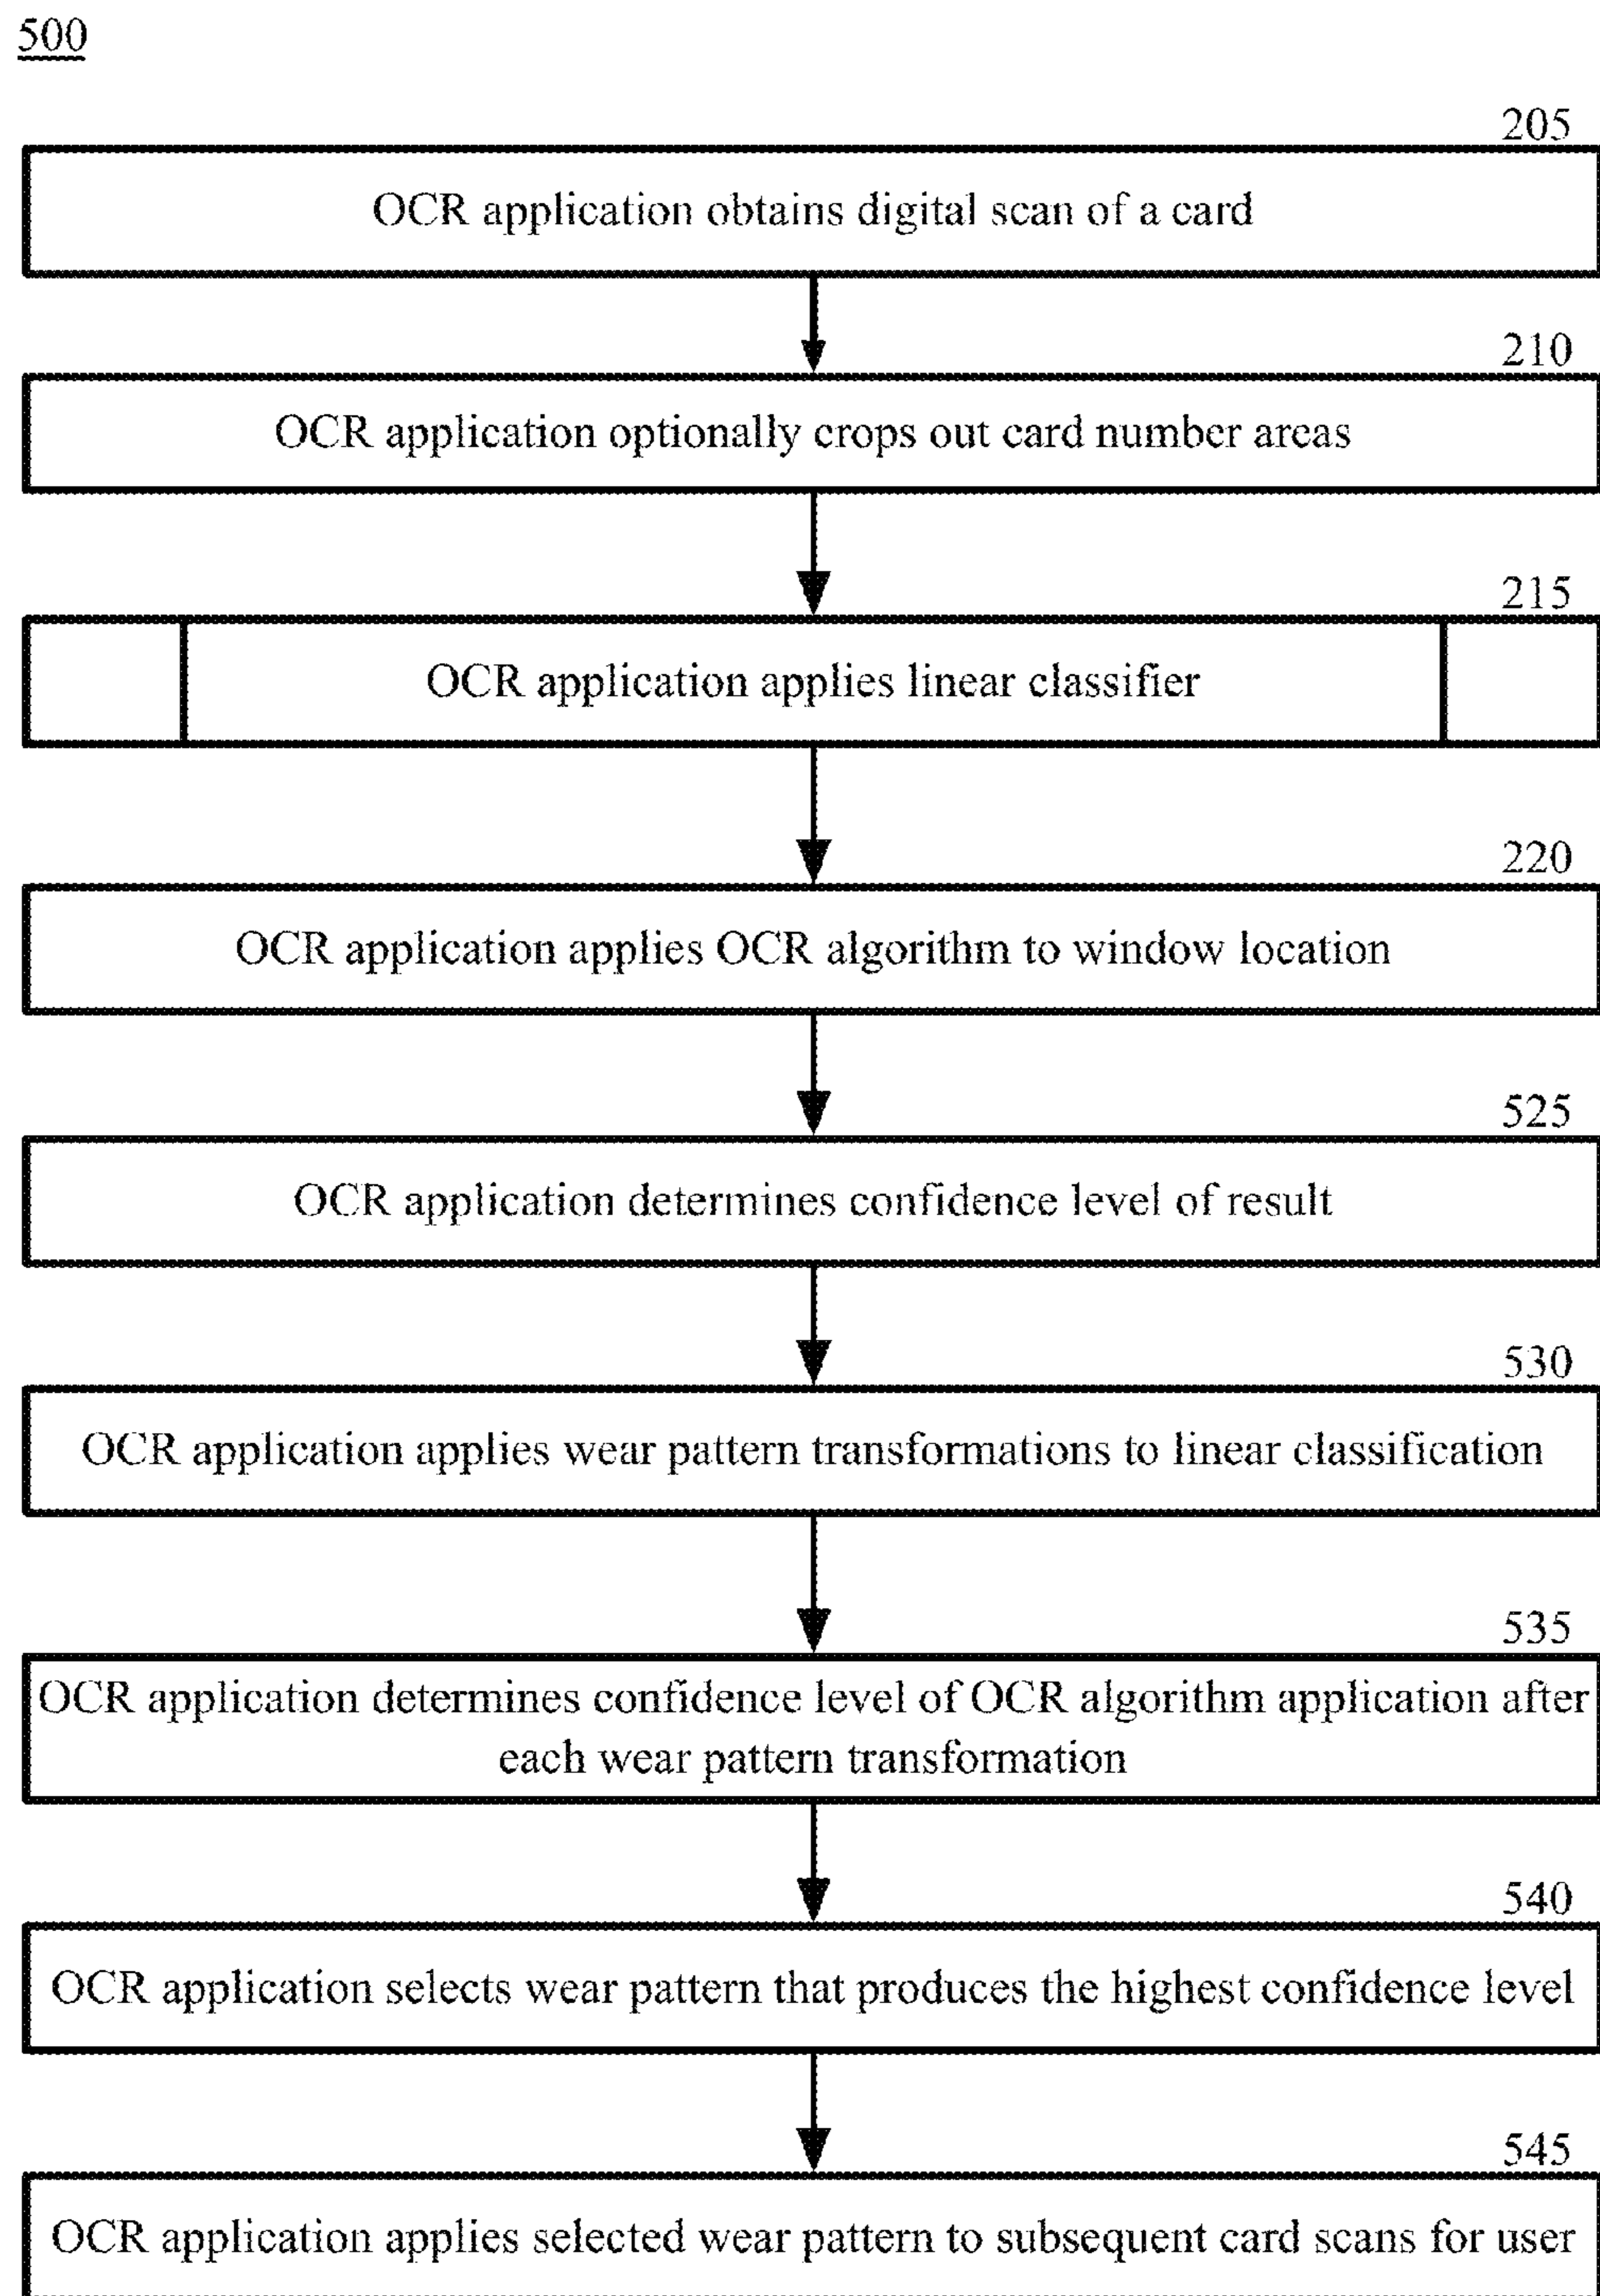 500
205
OCR application obtains digital scan of a card
210
OCR application optionally crops out card number areas
215
OCR application applies linear classifier
220
OCR application applies OCR algorithm to window location
525
OCR application determines confidence level of result
530
OCR application applies wear pattern transformations to linear classification
535
OCR application determines confidence level of OCR algorithm application after
each wear pattern transformation
540
OCR application selects wear pattern that produces the highest confidence level
545
OCR application applies selected wear pattern to subsequent card scans for user